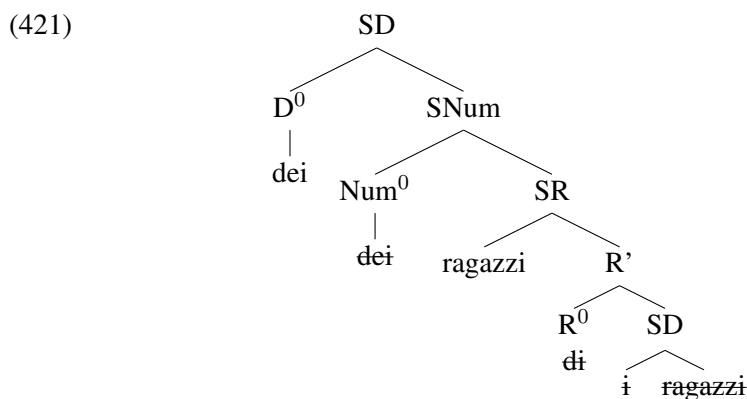 (421) SD
D⁰ SNum
dei Num⁰ SR
~~dei~~ ragazzi R'
R⁰ SD
~~di~~ ~~i~~ ~~ragazzi~~